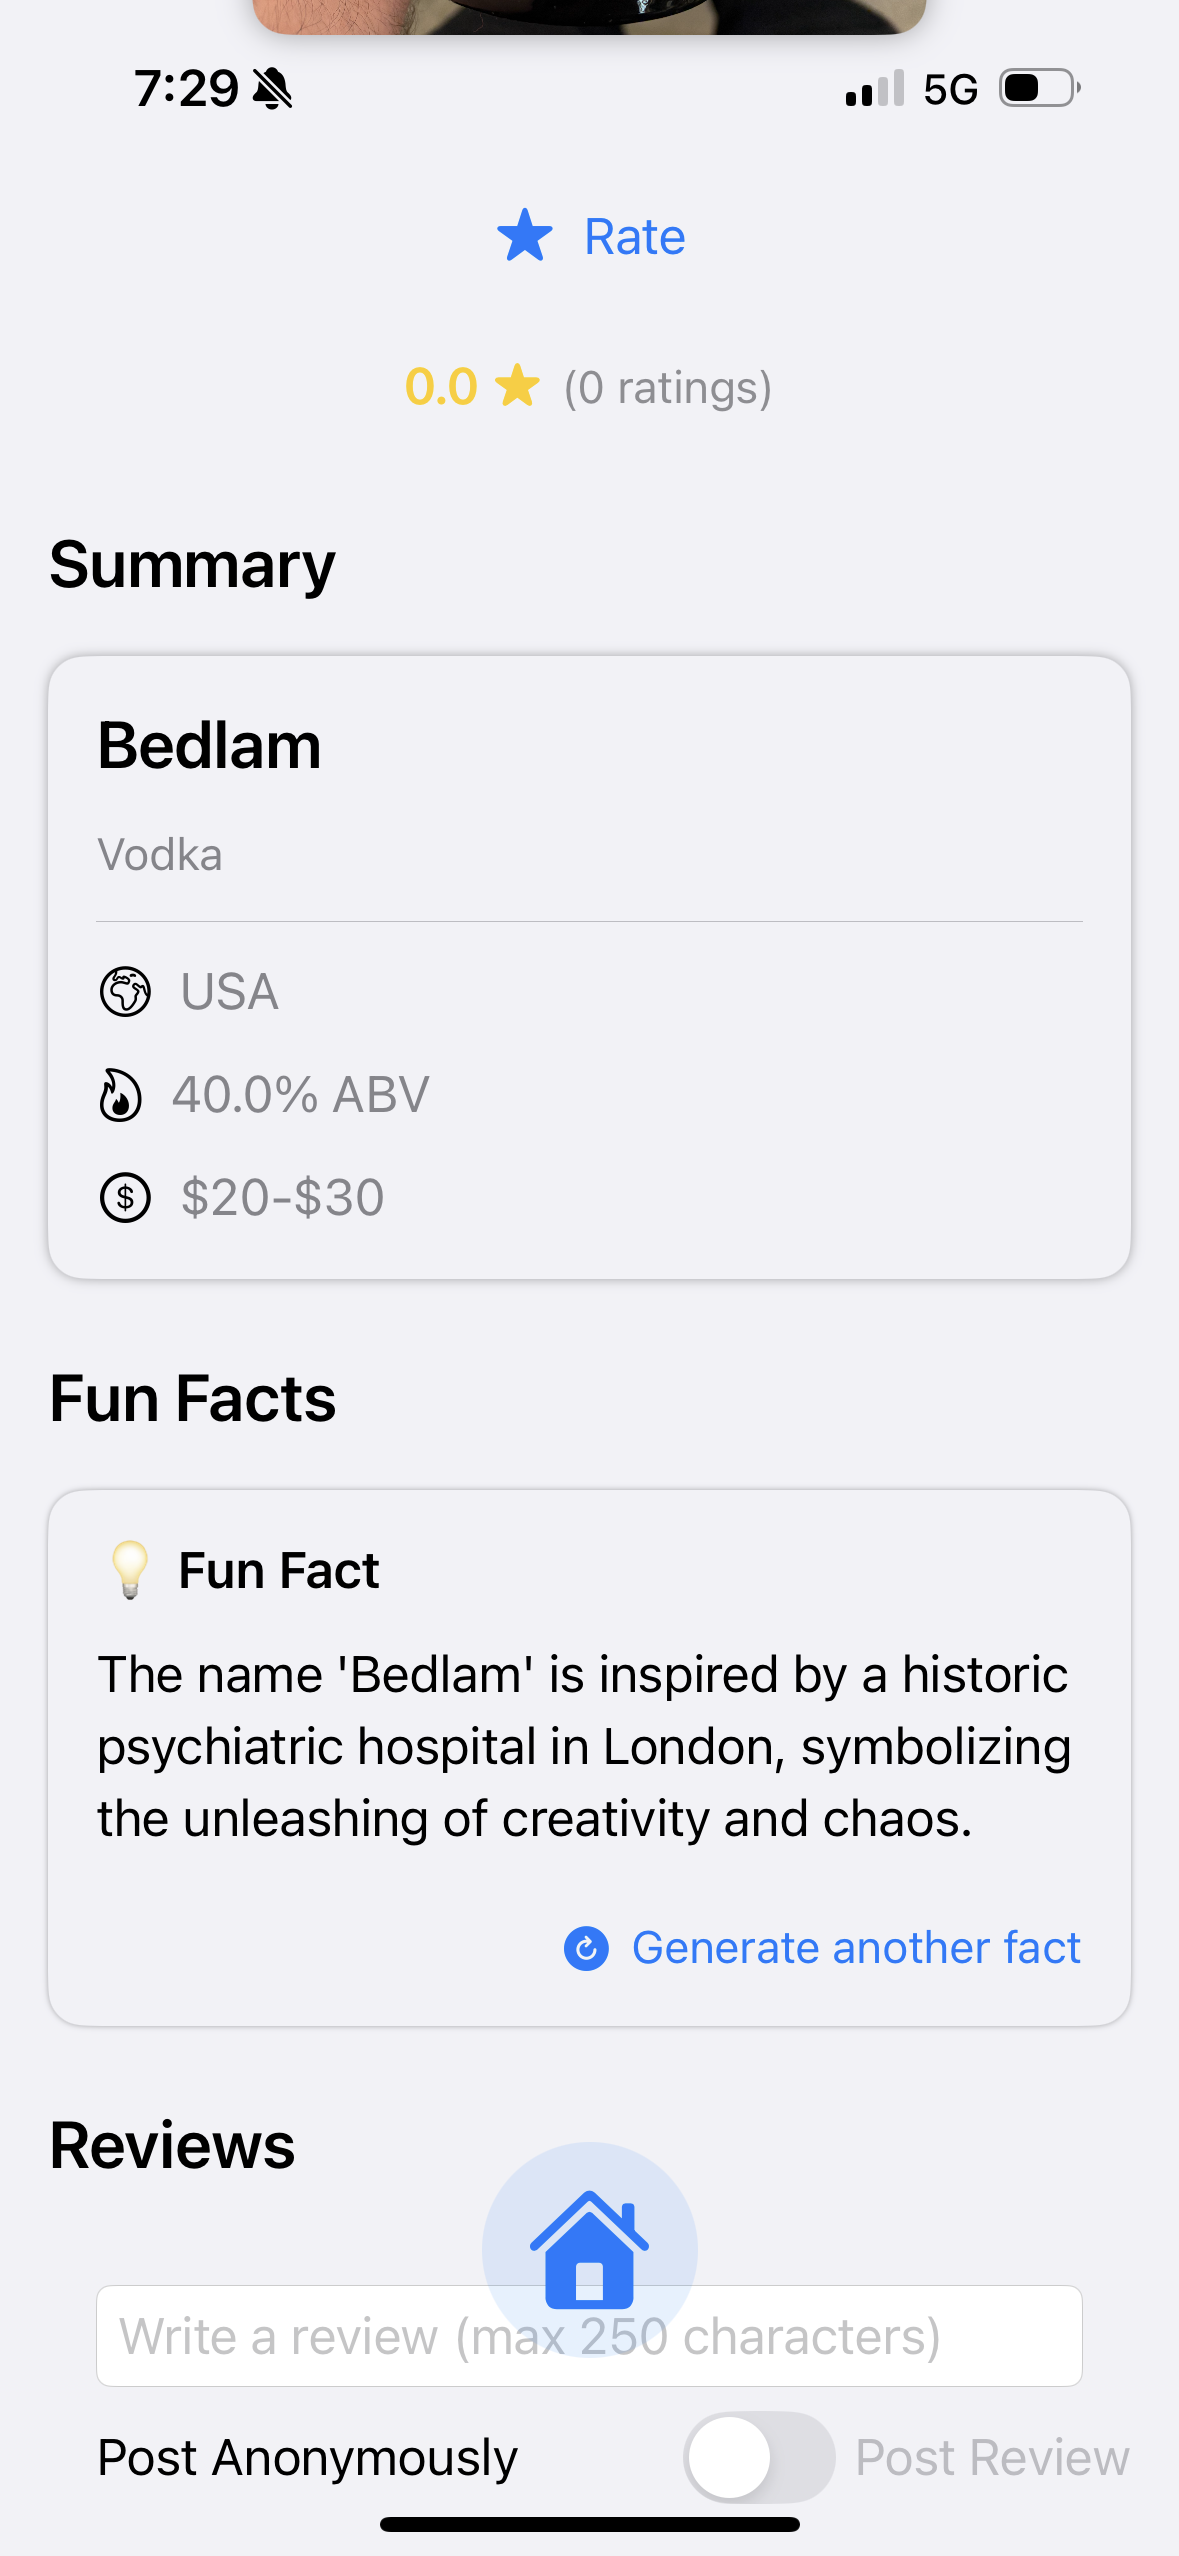 7:29
5G
Rate
0.0 (0 ratings)
Summary
Bedlam
Vodka
USA
40.0% ABV
$ $20-$30
Fun Facts
Fun Fact
The name 'Bedlam' is inspired by a historic
psychiatric hospital in London, symbolizing
the unleashing of creativity and chaos.
Generate another fact
Reviews
Write a review (max 250 characters)
Post Anonymously
Post Review